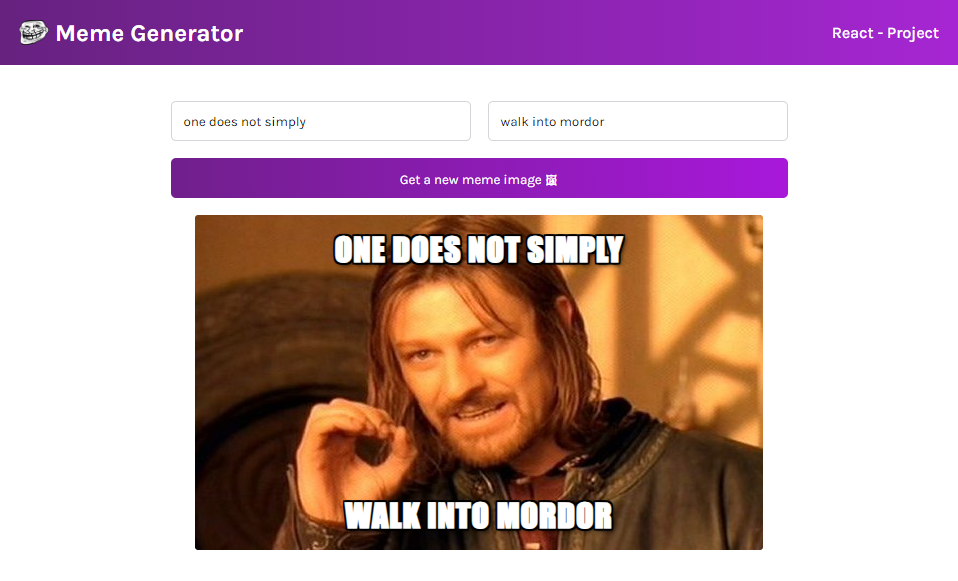 Meme Generator
React - Project
one does not simply
walk into mordor
Get a new meme image 🖼
ONE DOES NOT SIMPLY
WALK INTO MORDOR